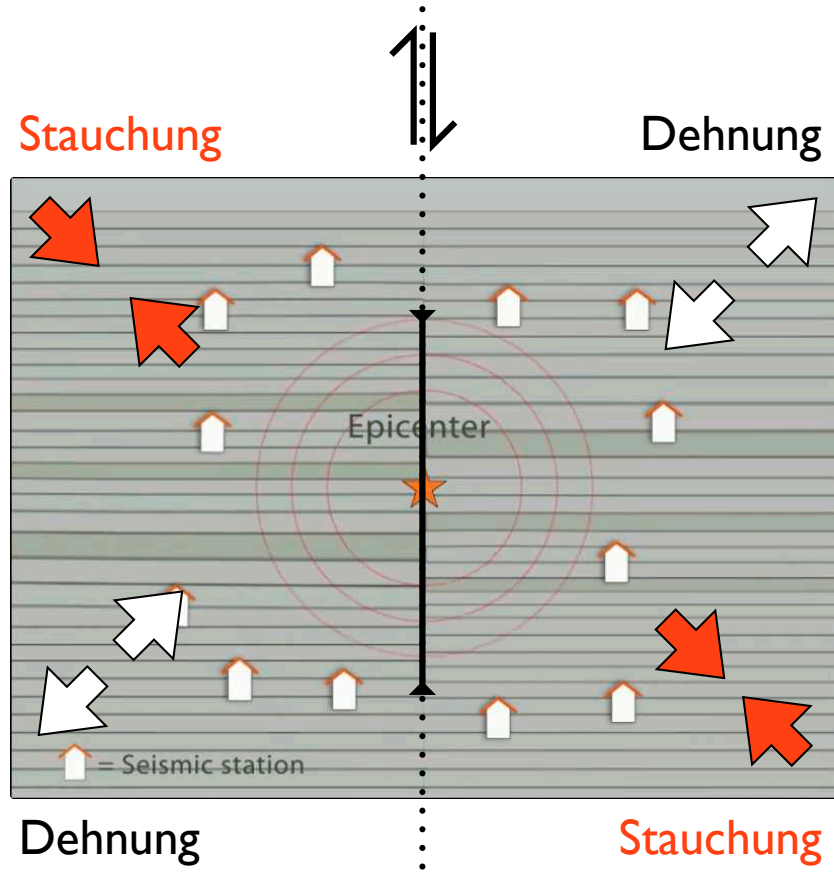 Stauchung
Dehnung
Epicenter
= Seismic station
Dehnung
Stauchung